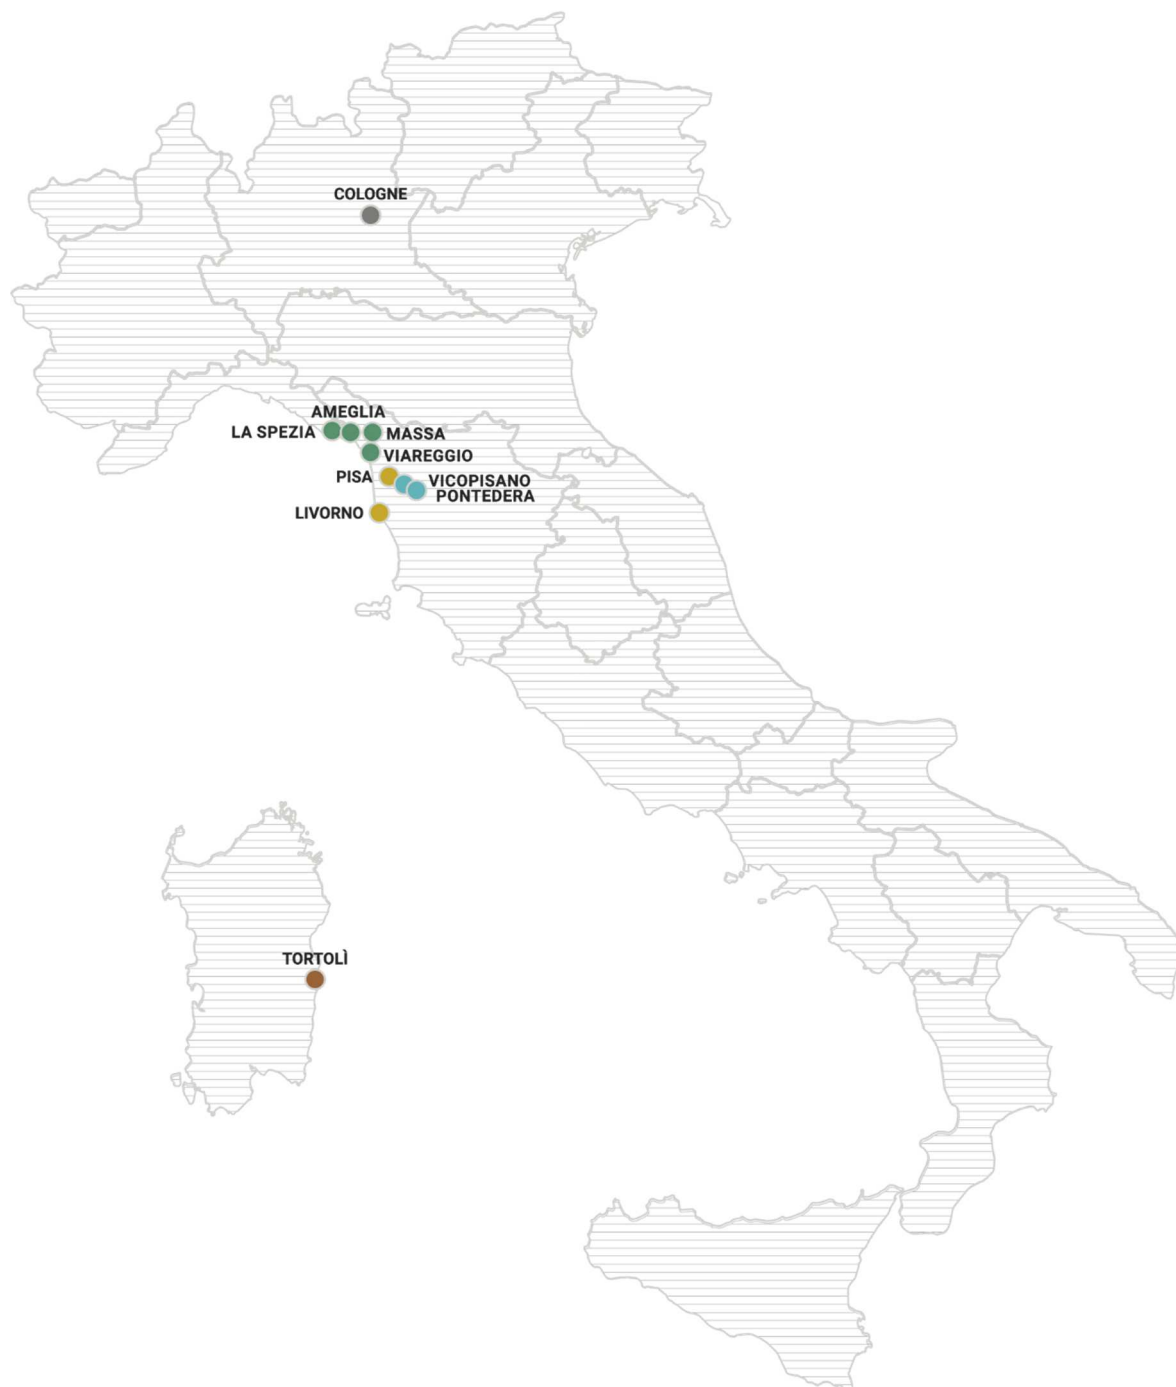 COLOGNE
AMEGLIA
LA SPEZIA
MASSA
VIAREGGIO
PISA
VICOPISANO
PONTEDERA
LIVORNO
TORTOLÌ